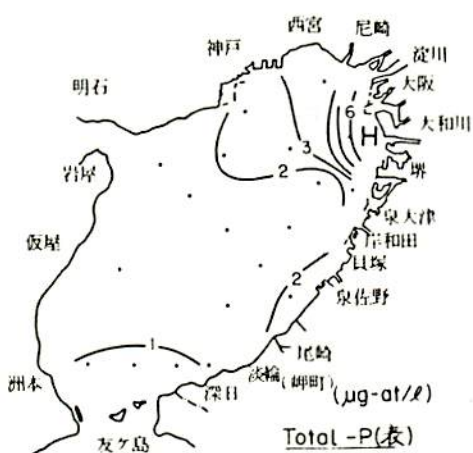 西宮
尼崎
神戸
淀川
明石
大阪
6
大和川
H
3
堺
岩屋
2
泉大津
仮屋
岸和田
貝塚
2
泉佐野
1
尾崎
淡輪(岬町)
洲本
深日
(μg-at/ℓ)
友ケ島
Total -P(表)